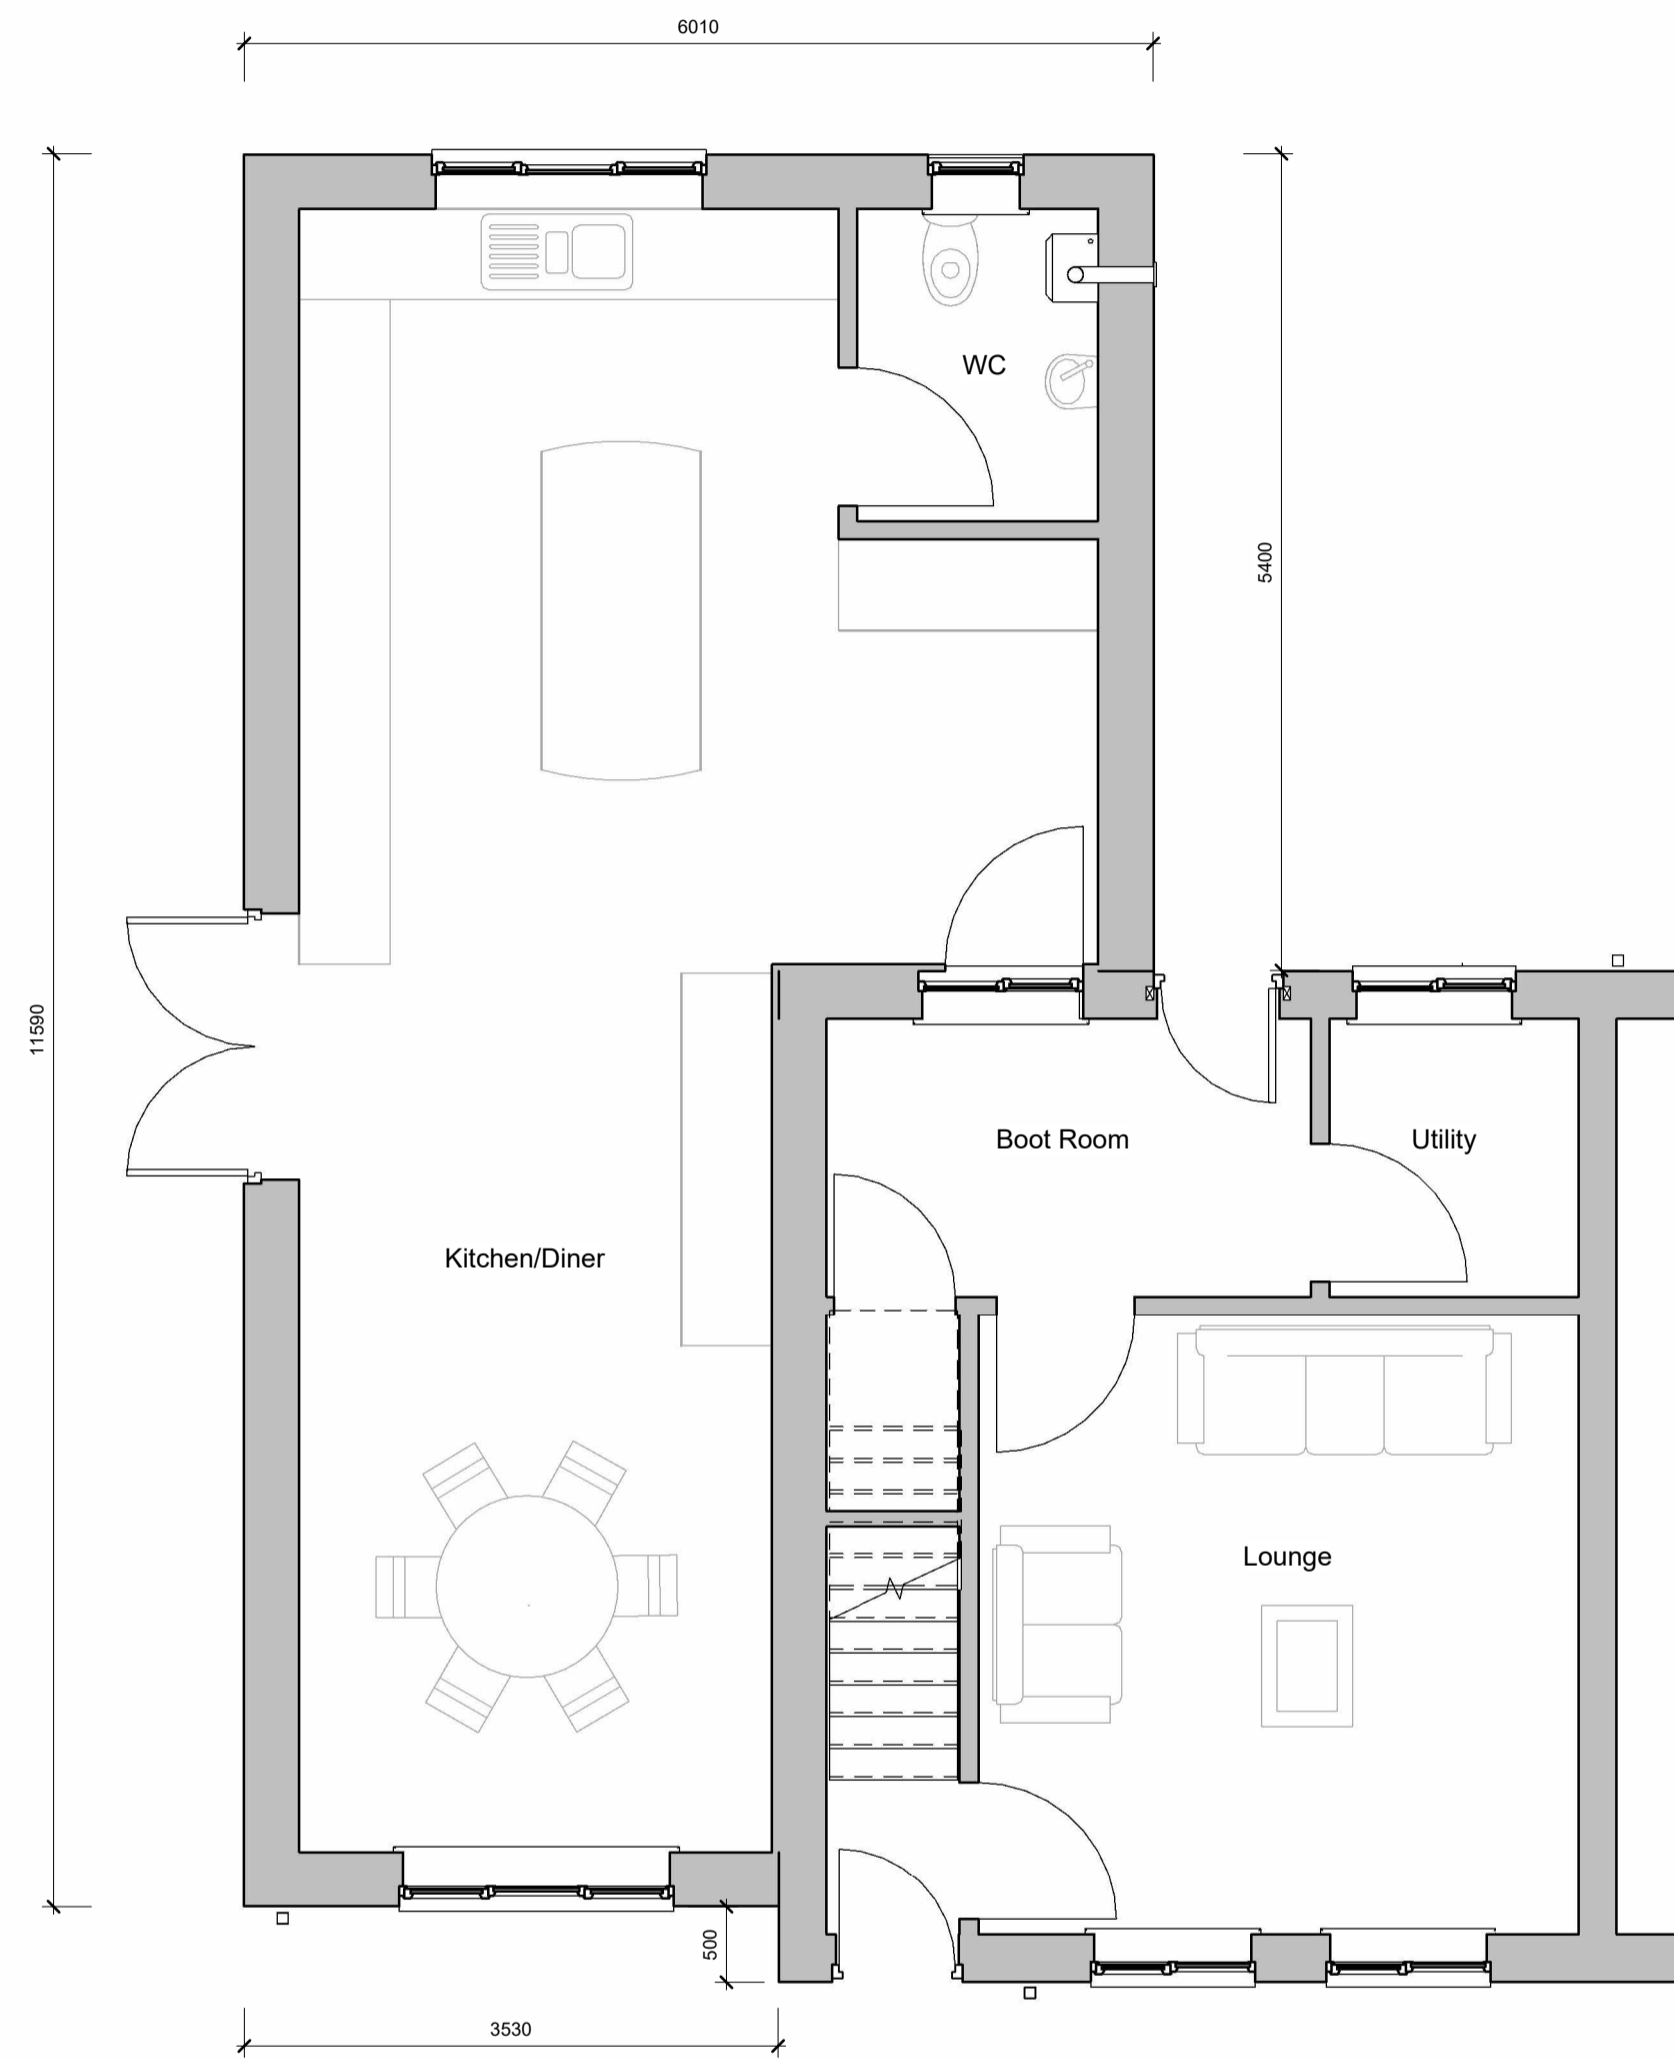 6010
WC
5400
11590
Boot Room
Utility
Kitchen/Diner
Lounge
500
3530